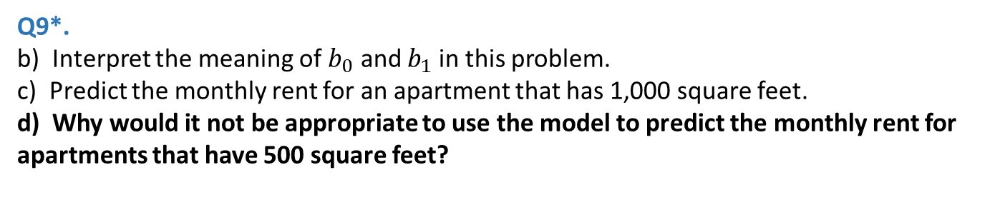 Q9*.
b) Interpret the meaning of b₀ and b₁ in this problem.
c) Predict the monthly rent for an apartment that has 1,000 square feet.
d) Why would it not be appropriate to use the model to predict the monthly rent for
apartments that have 500 square feet?